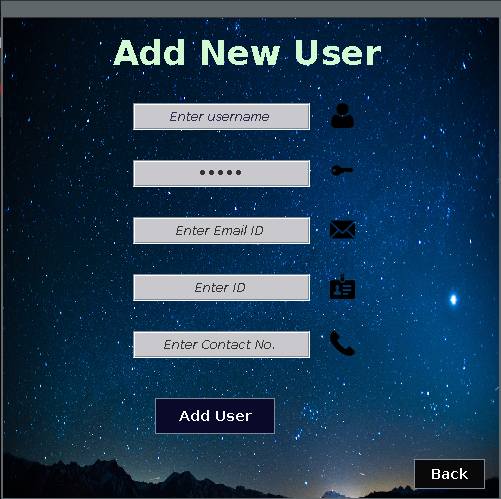 Add New User
Enter username
•••••
Enter Email ID
Enter ID
Enter Contact No.
Add User
Back